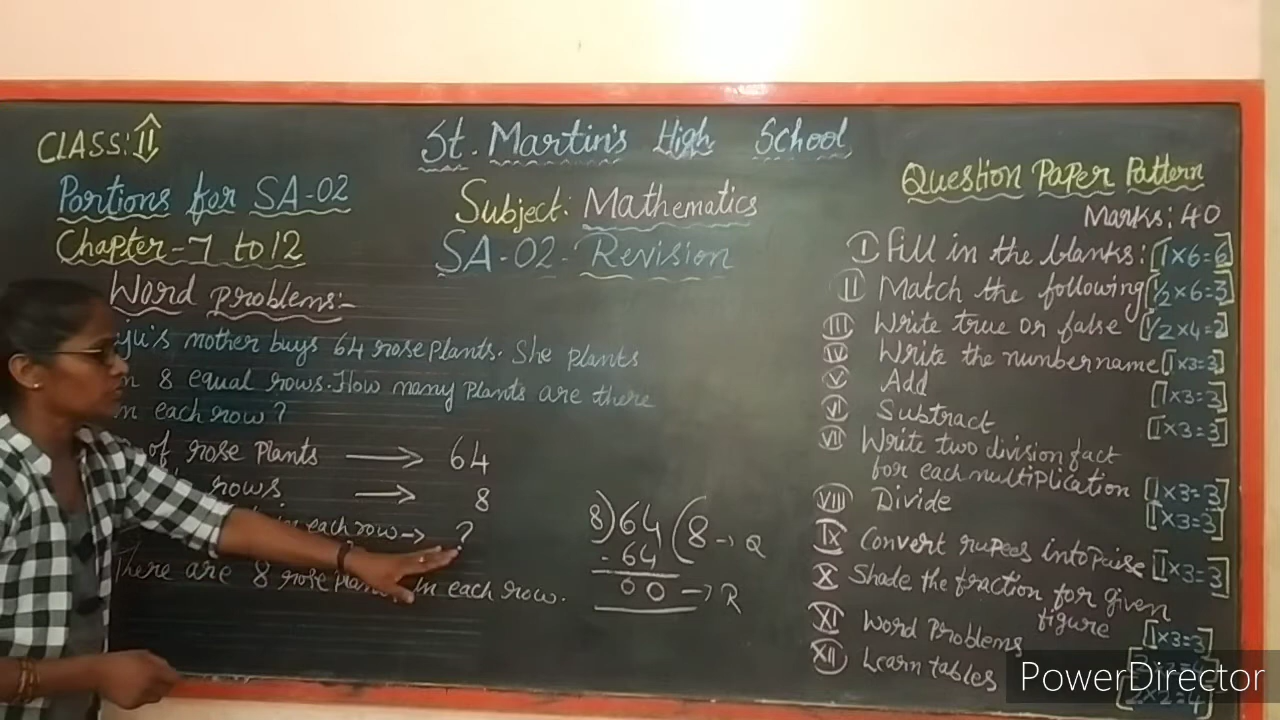 CLASS: II
St. Martin's High School
Portions for SA-02
Subject: Mathematics
Chapter-7 to 12
SA-02- Revision
Word problems:-
mother buys 64 rose plants. She plants
8 equal rows. How many plants are there
each row?
of rose plants → 64
rows → 8
in each row → ?
There are 8 rose in each row.
8)64(8 → Q
-64
00 → R
Question Paper Pattern
Marks: 40
I Fill in the blanks: [1×6=6]
II Match the following [1/2×6=3]
III Write true or false [1/2×4=2]
IV Write the number name [1×3=3]
V Add [1×3=3]
VI Subtract [1×3=3]
VII Write two division fact
for each multiplication [1×3=3]
VIII Divide [1×3=3]
IX Convert rupees into paise [1×3=3]
X Shade the fraction for given
figure [1×3=3]
XI Word Problems
XII Learn tables [2×2=4]
PowerDirector